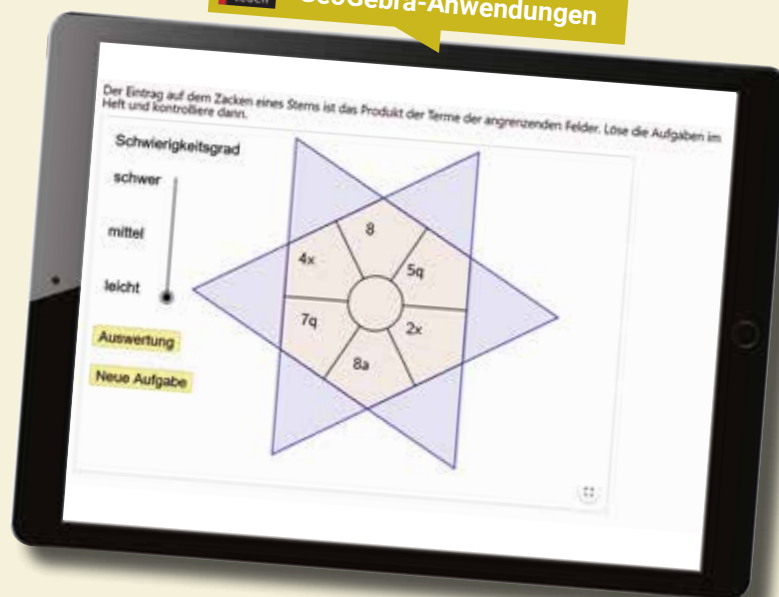 GeoGebra-Anwendungen
Der Eintrag auf dem Zacken eines Sterns ist das Produkt der Terme der angrenzenden Felder. Löse die Aufgaben im
Heft und kontrolliere dann.
Schwierigkeitsgrad
schwer
mittel
leicht
8
4x
5q
7q
2x
8a
Auswertung
Neue Aufgabe